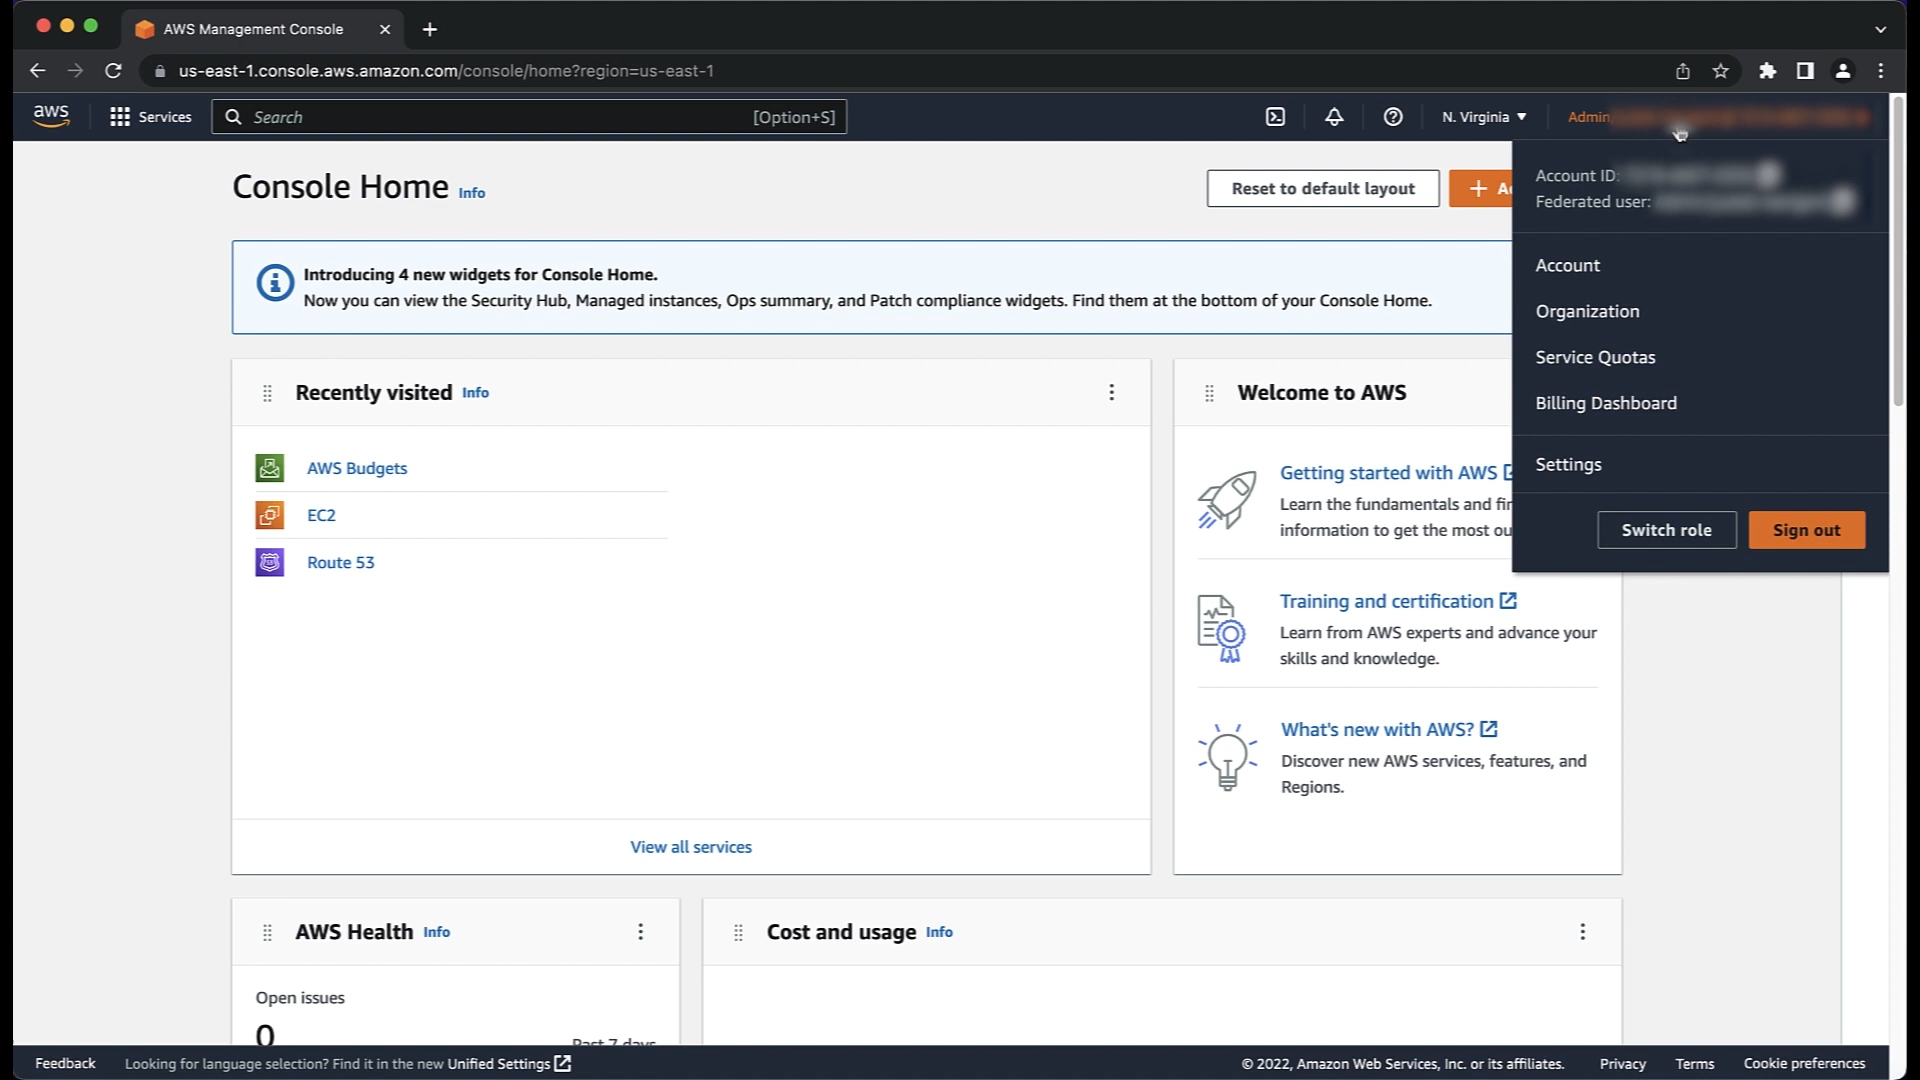 AWS Management Console
us-east-1.console.aws.amazon.com/console/home?region=us-east-1
aws
Services
Search
[Option+S]
N. Virginia
Admin
Console Home Info
Reset to default layout
Account ID:
Federated user:
Account
Organization
Service Quotas
Billing Dashboard
Settings
Switch role
Sign out
Introducing 4 new widgets for Console Home.
Now you can view the Security Hub, Managed instances, Ops summary, and Patch compliance widgets. Find them at the bottom of your Console Home.
Recently visited Info
AWS Budgets
EC2
Route 53
View all services
Welcome to AWS
Getting started with AWS
Learn the fundamentals and
information to get the most
Training and certification
Learn from AWS experts and advance your
skills and knowledge.
What's new with AWS?
Discover new AWS services, features, and
Regions.
AWS Health Info
Open issues
0
Past 7 days
Cost and usage Info
Feedback
Looking for language selection? Find it in the new Unified Settings
© 2022, Amazon Web Services, Inc. or its affiliates.
Privacy
Terms
Cookie preferences